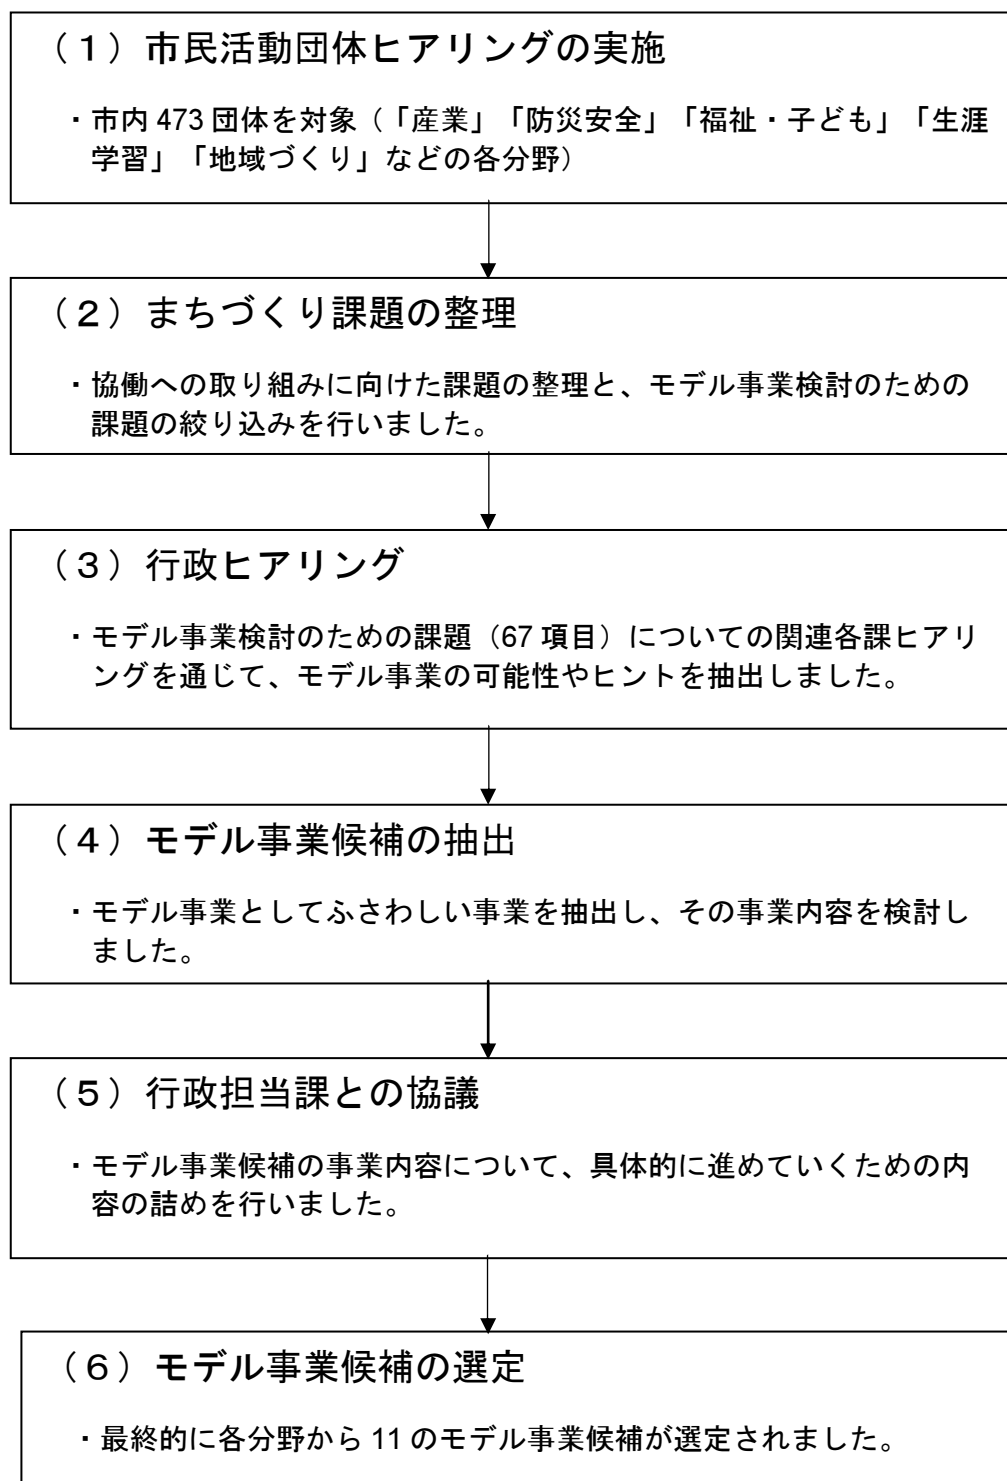 （１）市民活動団体ヒアリングの実施
・市内 473 団体を対象（「産業」「防災安全」「福祉・子ども」「生涯
学習」「地域づくり」などの各分野）
（２）まちづくり課題の整理
・協働への取り組みに向けた課題の整理と、モデル事業検討のための
課題の絞り込みを行いました。
（３）行政ヒアリング
・モデル事業検討のための課題（67 項目）についての関連各課ヒアリ
ングを通じて、モデル事業の可能性やヒントを抽出しました。
（４）モデル事業候補の抽出
・モデル事業としてふさわしい事業を抽出し、その事業内容を検討し
ました。
（５）行政担当課との協議
・モデル事業候補の事業内容について、具体的に進めていくための内
容の詰めを行いました。
（６）モデル事業候補の選定
・最終的に各分野から 11 のモデル事業候補が選定されました。